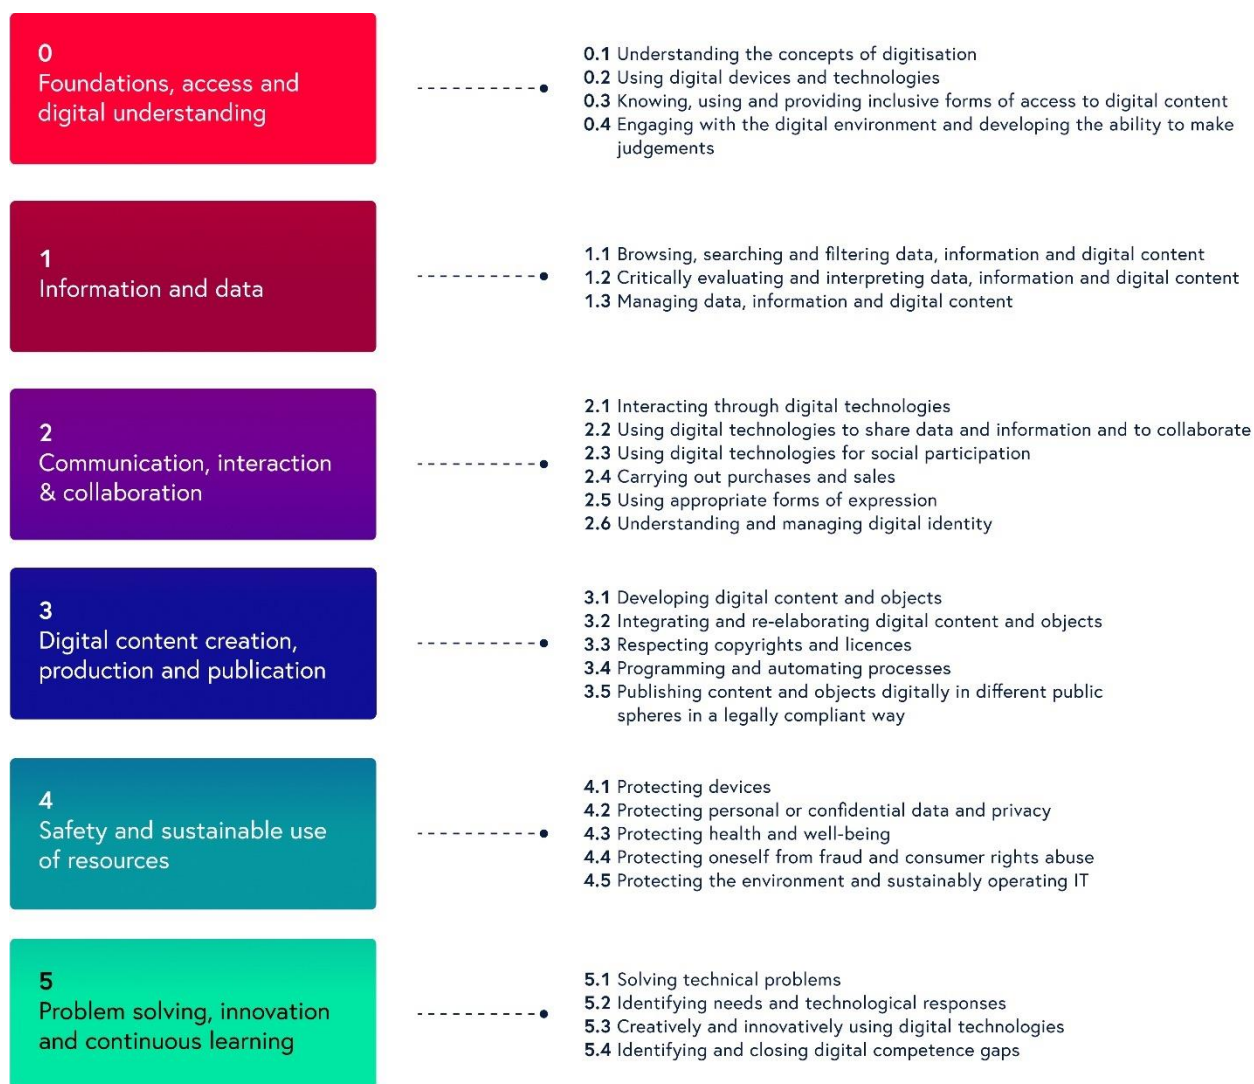 0
Foundations, access and
digital understanding
0.1 Understanding the concepts of digitisation
0.2 Using digital devices and technologies
0.3 Knowing, using and providing inclusive forms of access to digital content
0.4 Engaging with the digital environment and developing the ability to make
judgements
1
Information and data
1.1 Browsing, searching and filtering data, information and digital content
1.2 Critically evaluating and interpreting data, information and digital content
1.3 Managing data, information and digital content
2
Communication, interaction
& collaboration
2.1 Interacting through digital technologies
2.2 Using digital technologies to share data and information and to collaborate
2.3 Using digital technologies for social participation
2.4 Carrying out purchases and sales
2.5 Using appropriate forms of expression
2.6 Understanding and managing digital identity
3
Digital content creation,
production and publication
3.1 Developing digital content and objects
3.2 Integrating and re-elaborating digital content and objects
3.3 Respecting copyrights and licences
3.4 Programming and automating processes
3.5 Publishing content and objects digitally in different public
spheres in a legally compliant way
4
Safety and sustainable use
of resources
4.1 Protecting devices
4.2 Protecting personal or confidential data and privacy
4.3 Protecting health and well-being
4.4 Protecting oneself from fraud and consumer rights abuse
4.5 Protecting the environment and sustainably operating IT
5
Problem solving, innovation
and continuous learning
5.1 Solving technical problems
5.2 Identifying needs and technological responses
5.3 Creatively and innovatively using digital technologies
5.4 Identifying and closing digital competence gaps